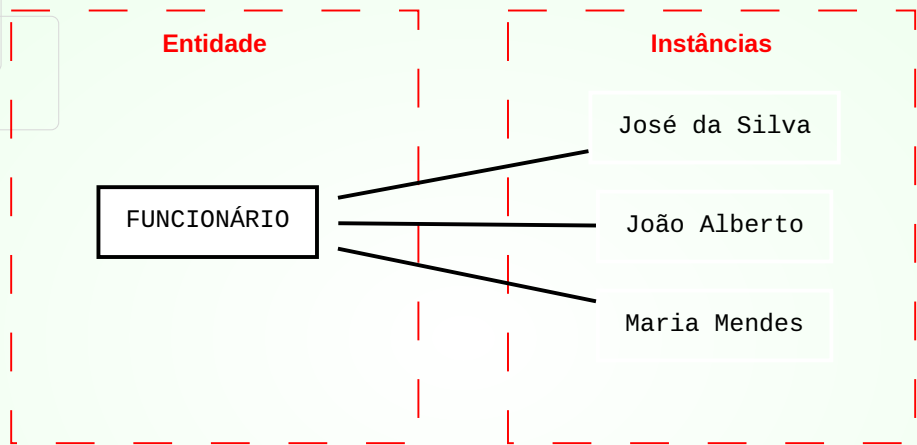 Entidade
Instâncias
José da Silva
FUNCIONÁRIO
João Alberto
Maria Mendes